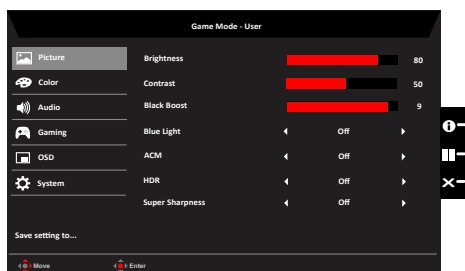 Game Mode - User
Picture
Brightness 80
Color
Contrast 50
Audio
Black Boost 9
Gaming
Blue Light Off
OSD
ACM Off
System
HDR Off
Super Sharpness Off
Save setting to...
Move Enter